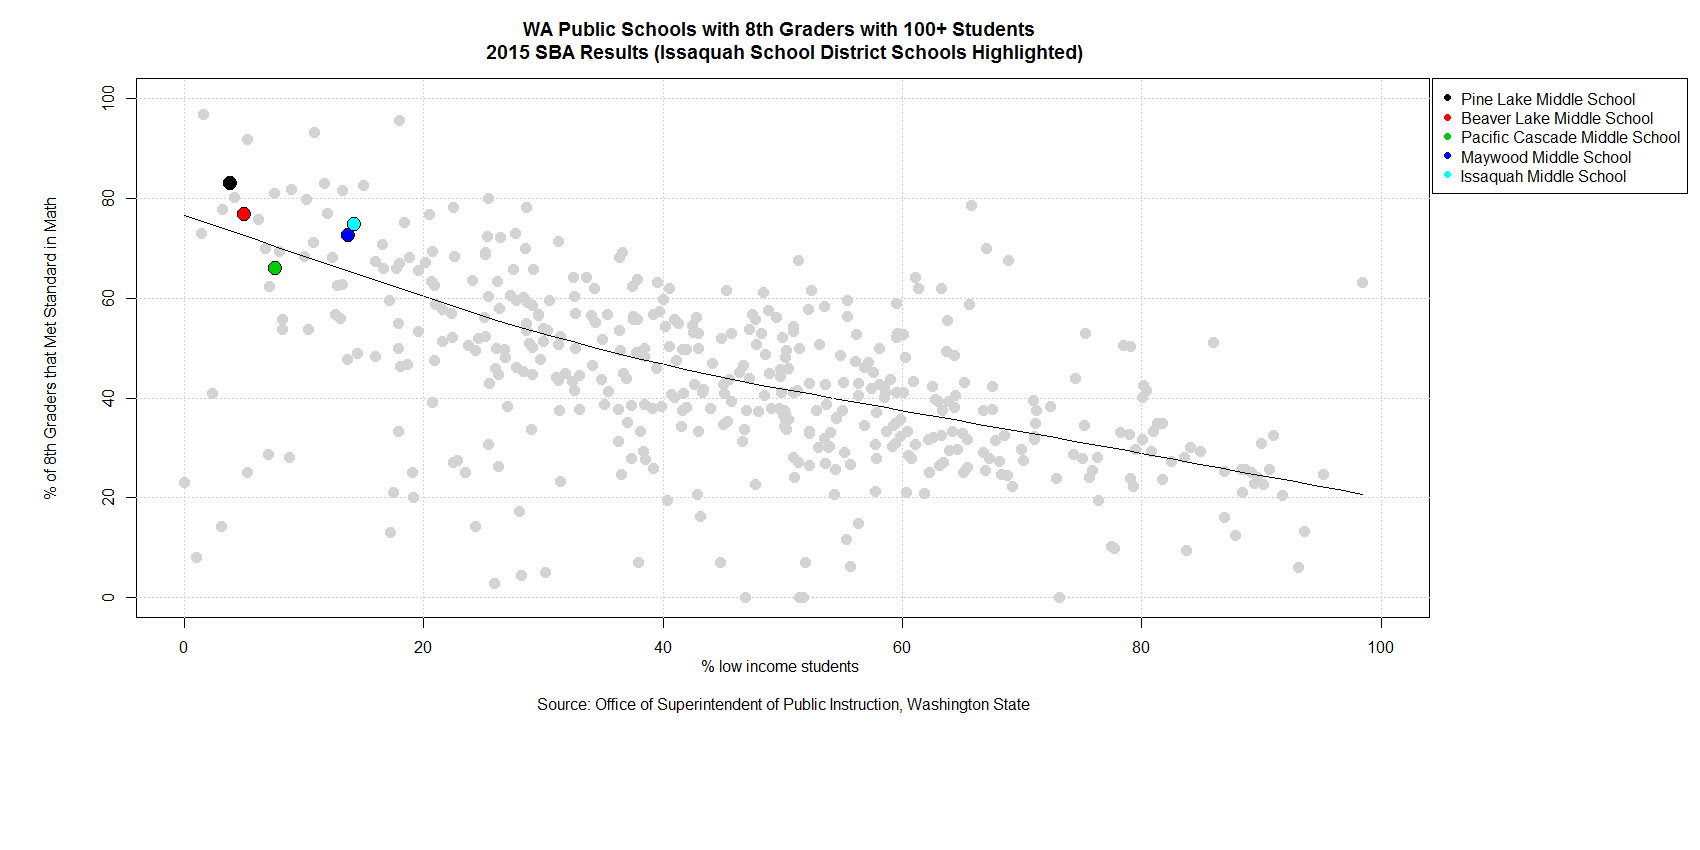 WA Public Schools with 8th Graders with 100+ Students
2015 SBA Results (Issaquah School District Schools Highlighted)
Pine Lake Middle School
Beaver Lake Middle School
Pacific Cascade Middle School
Maywood Middle School
Issaquah Middle School
% of 8th Graders that Met Standard in Math
100
80
60
40
20
0
0 20 40 60 80 100
% low income students
Source: Office of Superintendent of Public Instruction, Washington State